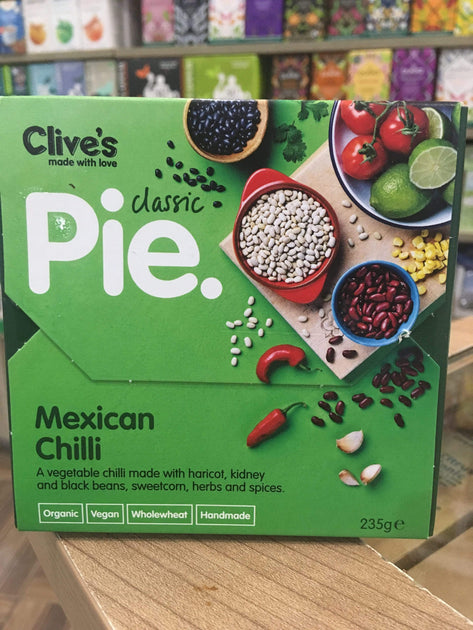 Clive's
made with love
classic
Pie.
Mexican
Chilli
A vegetable chilli made with haricot, kidney
and black beans, sweetcorn, herbs and spices.
Organic Vegan Wholewheat Handmade
235g℮